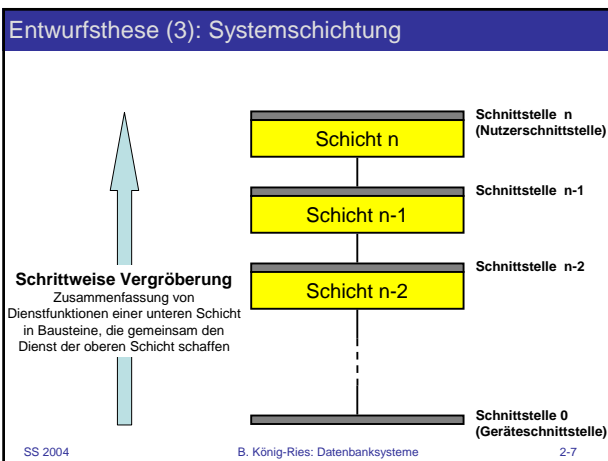 Entwurfsthese (3): Systemschichtung
Schnittstelle n
(Nutzerschnittstelle)
Schicht n
Schnittstelle n-1
Schicht n-1
Schnittstelle n-2
Schicht n-2
Schrittweise Vergröberung
Zusammenfassung von
Dienstfunktionen einer unteren Schicht
in Bausteine, die gemeinsam den
Dienst der oberen Schicht schaffen
Schnittstelle 0
(Geräteschnittstelle)
SS 2004 B. König-Ries: Datenbanksysteme 2-7